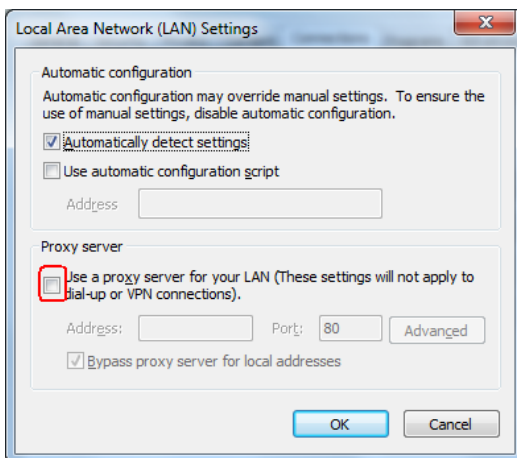 Local Area Network (LAN) Settings
Automatic configuration
Automatic configuration may override manual settings. To ensure the
use of manual settings, disable automatic configuration.
Automatically detect settings
Use automatic configuration script
Address
Proxy server
Use a proxy server for your LAN (These settings will not apply to
dial-up or VPN connections).
Address:
Port:
80
Advanced
Bypass proxy server for local addresses
OK
Cancel